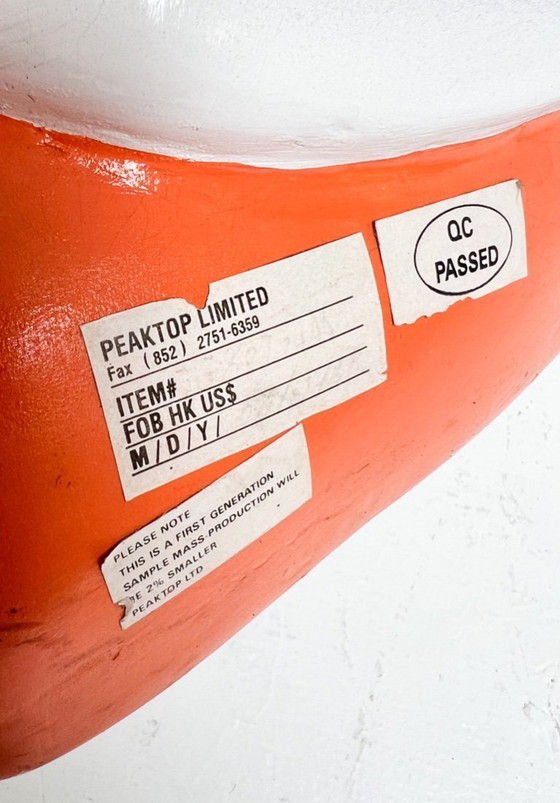 PEAKTOP LIMITED
Fax (852) 2751-6359
ITEM#
FOB HK US$
M/D/Y/
QC
PASSED
PLEASE NOTE
THIS IS A FIRST GENERATION
SAMPLE MASS-PRODUCTION WILL
2% SMALLER
PEAKTOP LTD